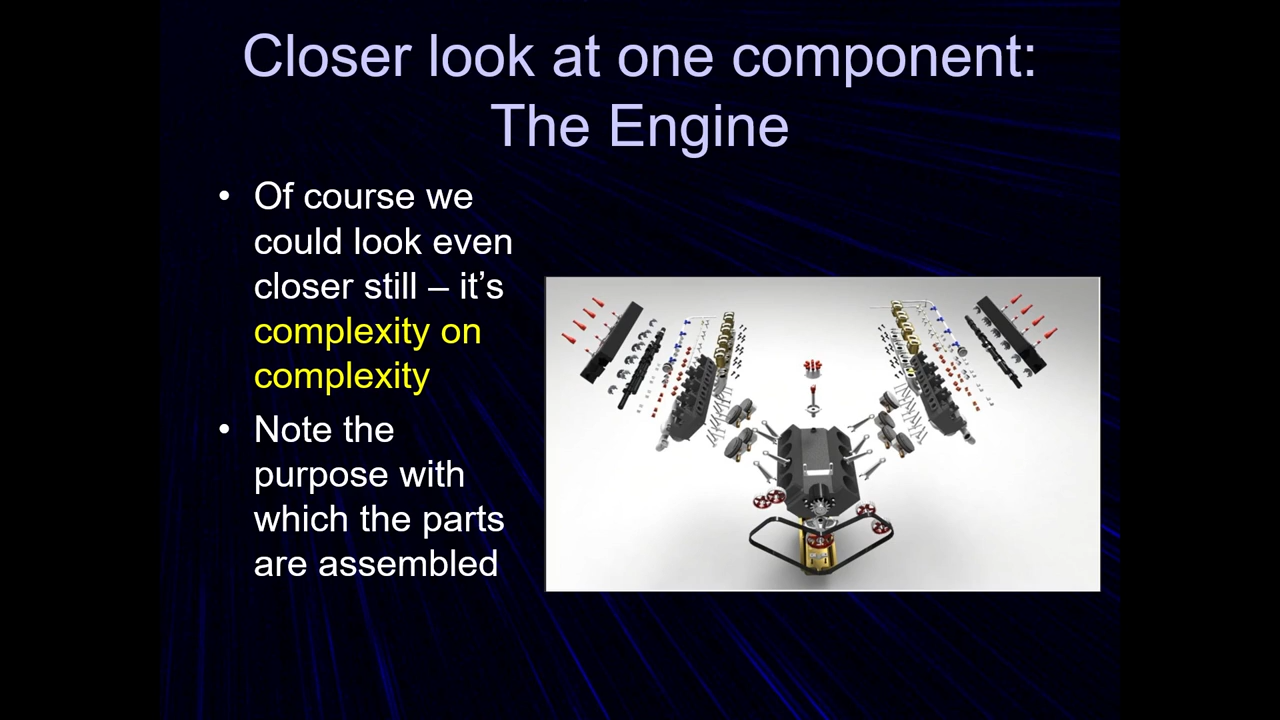 Closer look at one component:
The Engine
• Of course we
could look even
closer still – it’s
complexity on
complexity
• Note the
purpose with
which the parts
are assembled